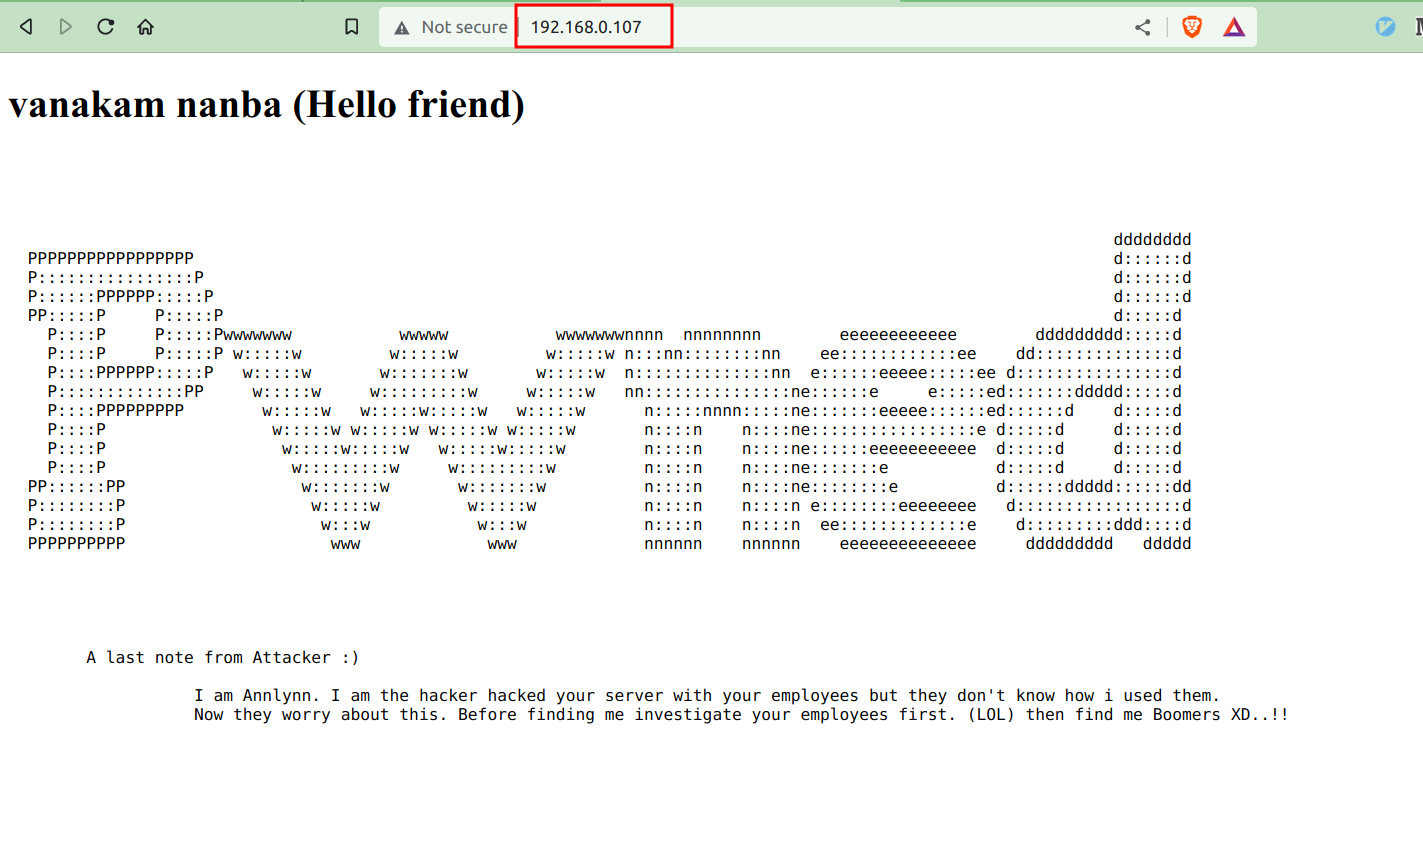 Not secure 192.168.0.107
vanakam nanba (Hello friend)
                                                                                                               dddddddd
PPPPPPPPPPPPPPPPP                                                                                              d::::::d
P::::::::::::::::P                                                                                             d::::::d
P::::::PPPPPP:::::P                                                                                            d::::::d
PP:::::P     P:::::P                                                                                           d:::::d
  P::::P     P:::::Pwwwwwww           wwwww           wwwwwwwnnnn  nnnnnnnn        eeeeeeeeeeee        ddddddddd:::::d
  P::::P     P:::::P w:::::w         w:::::w         w:::::w n:::nn::::::::nn    ee::::::::::::ee    dd::::::::::::::d
  P::::PPPPPP:::::P   w:::::w       w:::::::w       w:::::w  n::::::::::::::nn  e::::::eeeee:::::ee d::::::::::::::::d
  P:::::::::::::PP     w:::::w     w:::::::::w     w:::::w   nn:::::::::::::::ne::::::e     e:::::ed:::::::ddddd:::::d
  P::::PPPPPPPPP        w:::::w   w:::::w:::::w   w:::::w      n:::::nnnn:::::ne:::::::eeeee::::::ed::::::d    d:::::d
  P::::P                 w:::::w w:::::w w:::::w w:::::w       n::::n    n::::ne:::::::::::::::::e d:::::d     d:::::d
  P::::P                  w:::::w:::::w   w:::::w:::::w        n::::n    n::::ne::::::eeeeeeeeeee  d:::::d     d:::::d
  P::::P                   w:::::::::w     w:::::::::w         n::::n    n::::ne:::::::e           d:::::d     d:::::d
PP::::::PP                  w:::::::w       w:::::::w          n::::n    n::::ne::::::::e          d::::::ddddd::::::dd
P::::::::P                   w:::::w         w:::::w           n::::n    n::::n e::::::::eeeeeeee   d:::::::::::::::::d
P::::::::P                    w:::w           w:::w            n::::n    n::::n  ee:::::::::::::e    d:::::::::ddd::::d
PPPPPPPPPP                     www             www             nnnnnn    nnnnnn    eeeeeeeeeeeeee     ddddddddd   ddddd
A last note from Attacker :)
I am Annlynn. I am the hacker hacked your server with your employees but they don't know how i used them.
Now they worry about this. Before finding me investigate your employees first. (LOL) then find me Boomers XD..!!